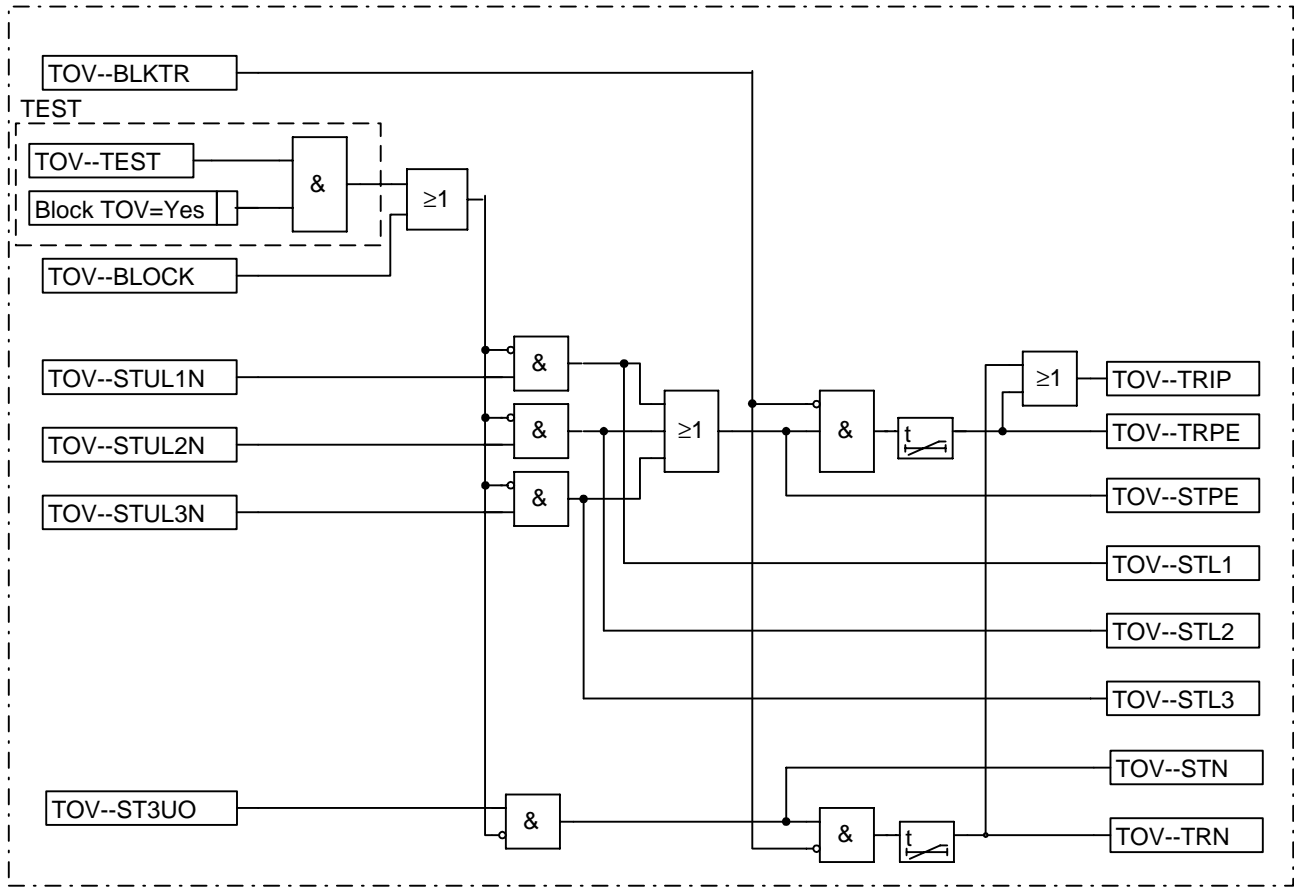 TOV--BLKTR
TEST
TOV--TEST
&
Block TOV=Yes
≥1
TOV--BLOCK
TOV--STUL1N
&
≥1
TOV--TRIP
TOV--STUL2N
&
≥1
&
t
TOV--TRPE
TOV--STUL3N
&
TOV--STPE
TOV--STL1
TOV--STL2
TOV--STL3
TOV--STN
TOV--ST3UO
&
&
t
TOV--TRN